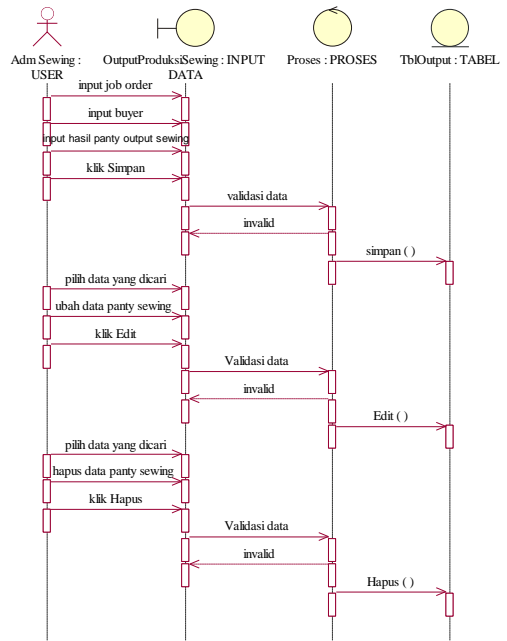 Adm Sewing :
USER
OutputProduksiSewing : INPUT
DATA
Proses : PROSES
TblOutput : TABEL
input job order
input buyer
input hasil panty output sewing
klik Simpan
validasi data
invalid
simpan ( )
pilih data yang dicari
ubah data panty sewing
klik Edit
Validasi data
invalid
Edit ( )
pilih data yang dicari
hapus data panty sewing
klik Hapus
Validasi data
invalid
Hapus ( )